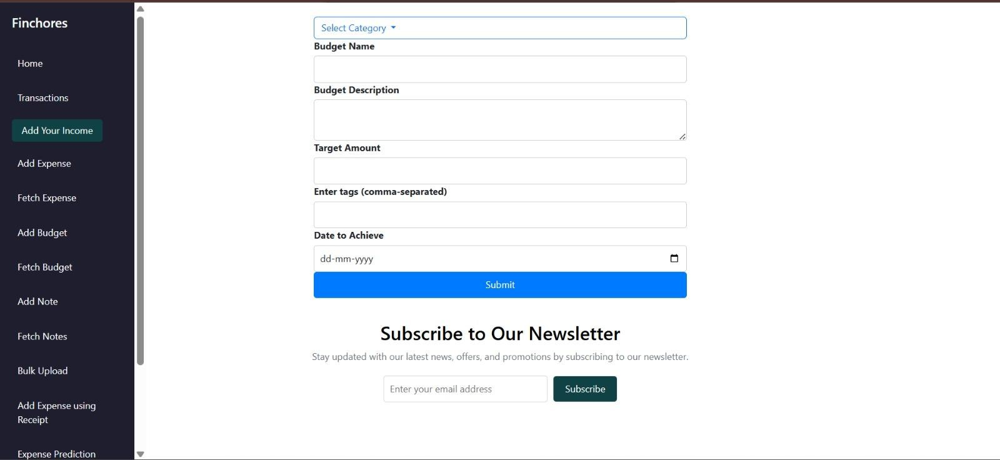 Finchores
Home
Transactions
Add Your Income
Add Expense
Fetch Expense
Add Budget
Fetch Budget
Add Note
Fetch Notes
Bulk Upload
Add Expense using
Receipt
Expense Prediction
Select Category
Budget Name
Budget Description
Target Amount
Enter tags (comma-separated)
Date to Achieve
dd-mm-yyyy
Submit
Subscribe to Our Newsletter
Stay updated with our latest news, offers, and promotions by subscribing to our newsletter.
Enter your email address
Subscribe